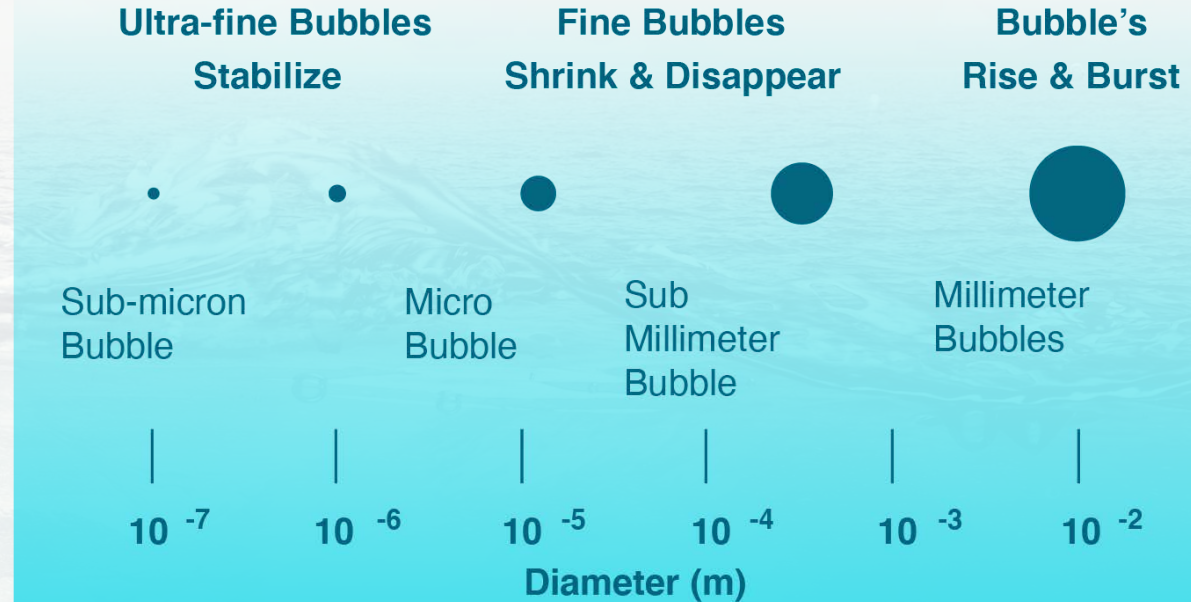 Ultra-fine Bubbles
Stabilize
Fine Bubbles
Shrink & Disappear
Bubble's
Rise & Burst
Sub-micron
Bubble
Micro
Bubble
Sub
Millimeter
Bubble
Millimeter
Bubbles
10 -7
10 -6
10 -5
10 -4
10 -3
10 -2
Diameter (m)